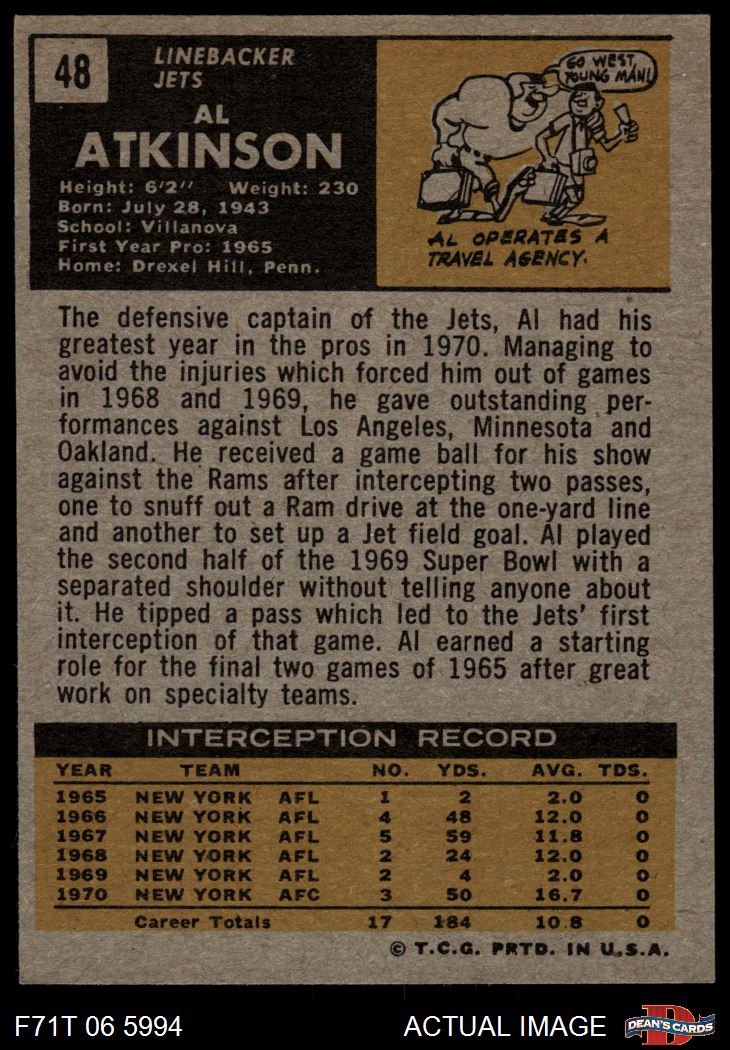 48
LINEBACKER
JETS
AL
ATKINSON
Height: 6'2" Weight: 230
Born: July 28, 1943
School: Villanova
First Year Pro: 1965
Home: Drexel Hill, Penn.
GO WEST,
YOUNG MAN!
AL OPERATES A
TRAVEL AGENCY.
The defensive captain of the Jets, Al had his
greatest year in the pros in 1970. Managing to
avoid the injuries which forced him out of games
in 1968 and 1969, he gave outstanding per-
formances against Los Angeles, Minnesota and
Oakland. He received a game ball for his show
against the Rams after intercepting two passes,
one to snuff out a Ram drive at the one-yard line
and another to set up a Jet field goal. Al played
the second half of the 1969 Super Bowl with a
separated shoulder without telling anyone about
it. He tipped a pass which led to the Jets' first
interception of that game. Al earned a starting
role for the final two games of 1965 after great
work on specialty teams.
INTERCEPTION RECORD
YEAR TEAM NO. YDS. AVG. TDS.
1965 NEW YORK AFL 1 2 2.0 0
1966 NEW YORK AFL 4 48 12.0 0
1967 NEW YORK AFL 5 59 11.8 0
1968 NEW YORK AFL 2 24 12.0 0
1969 NEW YORK AFL 2 4 2.0 0
1970 NEW YORK AFC 3 50 16.7 0
Career Totals 17 184 10.8 0
© T.C.G. PRTD. IN U.S.A.
F71T 06 5994 ACTUAL IMAGE
D
DEAN'S CARDS